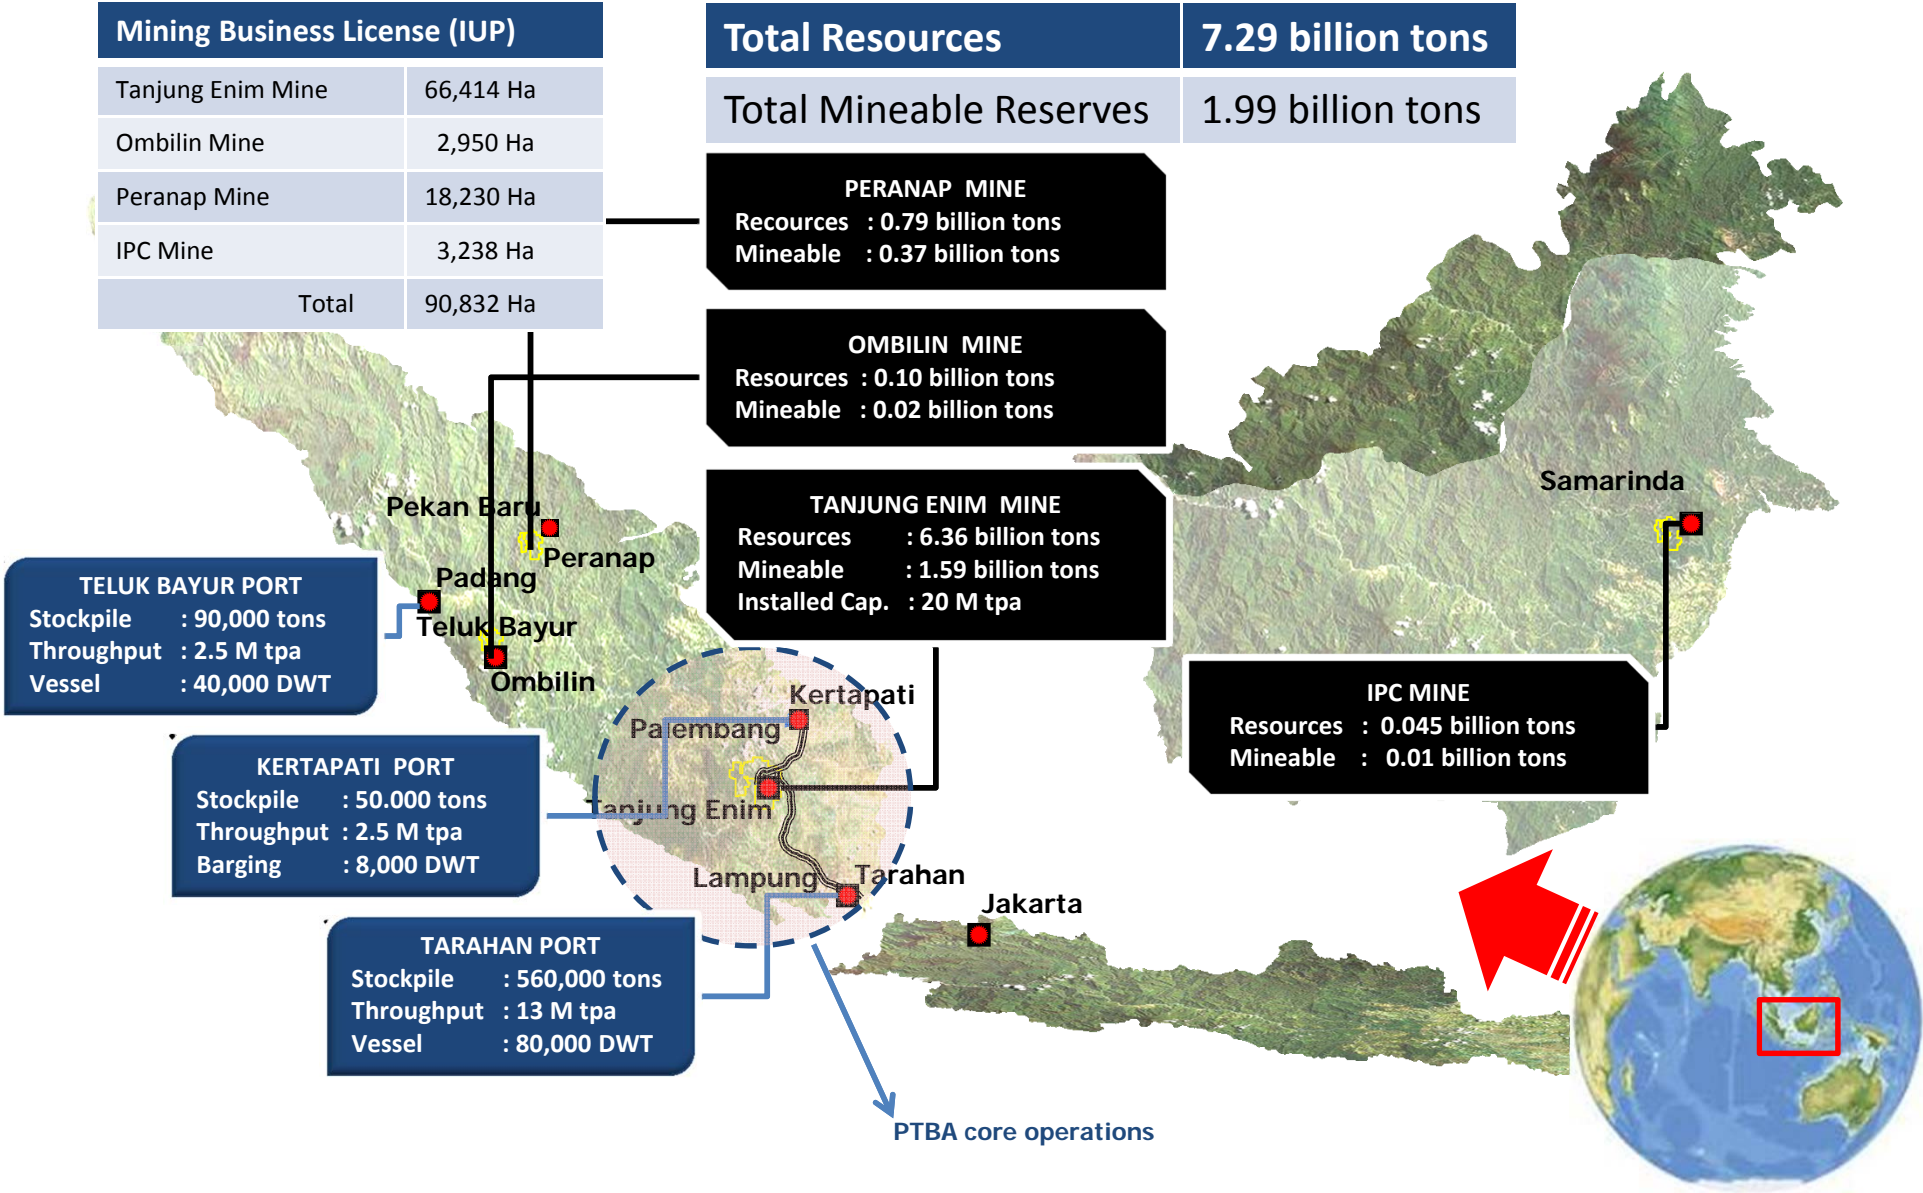 Mining Business License (IUP)
Tanjung Enim Mine 66,414 Ha
Ombilin Mine 2,950 Ha
Peranap Mine 18,230 Ha
IPC Mine 3,238 Ha
Total 90,832 Ha
Total Resources 7.29 billion tons
Total Mineable Reserves 1.99 billion tons
PERANAP MINE
Recources : 0.79 billion tons
Mineable : 0.37 billion tons
OMBILIN MINE
Resources : 0.10 billion tons
Mineable : 0.02 billion tons
TANJUNG ENIM MINE
Resources : 6.36 billion tons
Mineable : 1.59 billion tons
Installed Cap. : 20 M tpa
Samarinda
IPC MINE
Resources : 0.045 billion tons
Mineable : 0.01 billion tons
Pekan Baru
Peranap
Padang
Teluk Bayur
Ombilin
TELUK BAYUR PORT
Stockpile : 90,000 tons
Throughput : 2.5 M tpa
Vessel : 40,000 DWT
Kertapati
Palembang
Tanjung Enim
Lampung
Tarahan
Jakarta
KERTAPATI PORT
Stockpile : 50.000 tons
Throughput : 2.5 M tpa
Barging : 8,000 DWT
TARAHAN PORT
Stockpile : 560,000 tons
Throughput : 13 M tpa
Vessel : 80,000 DWT
PTBA core operations